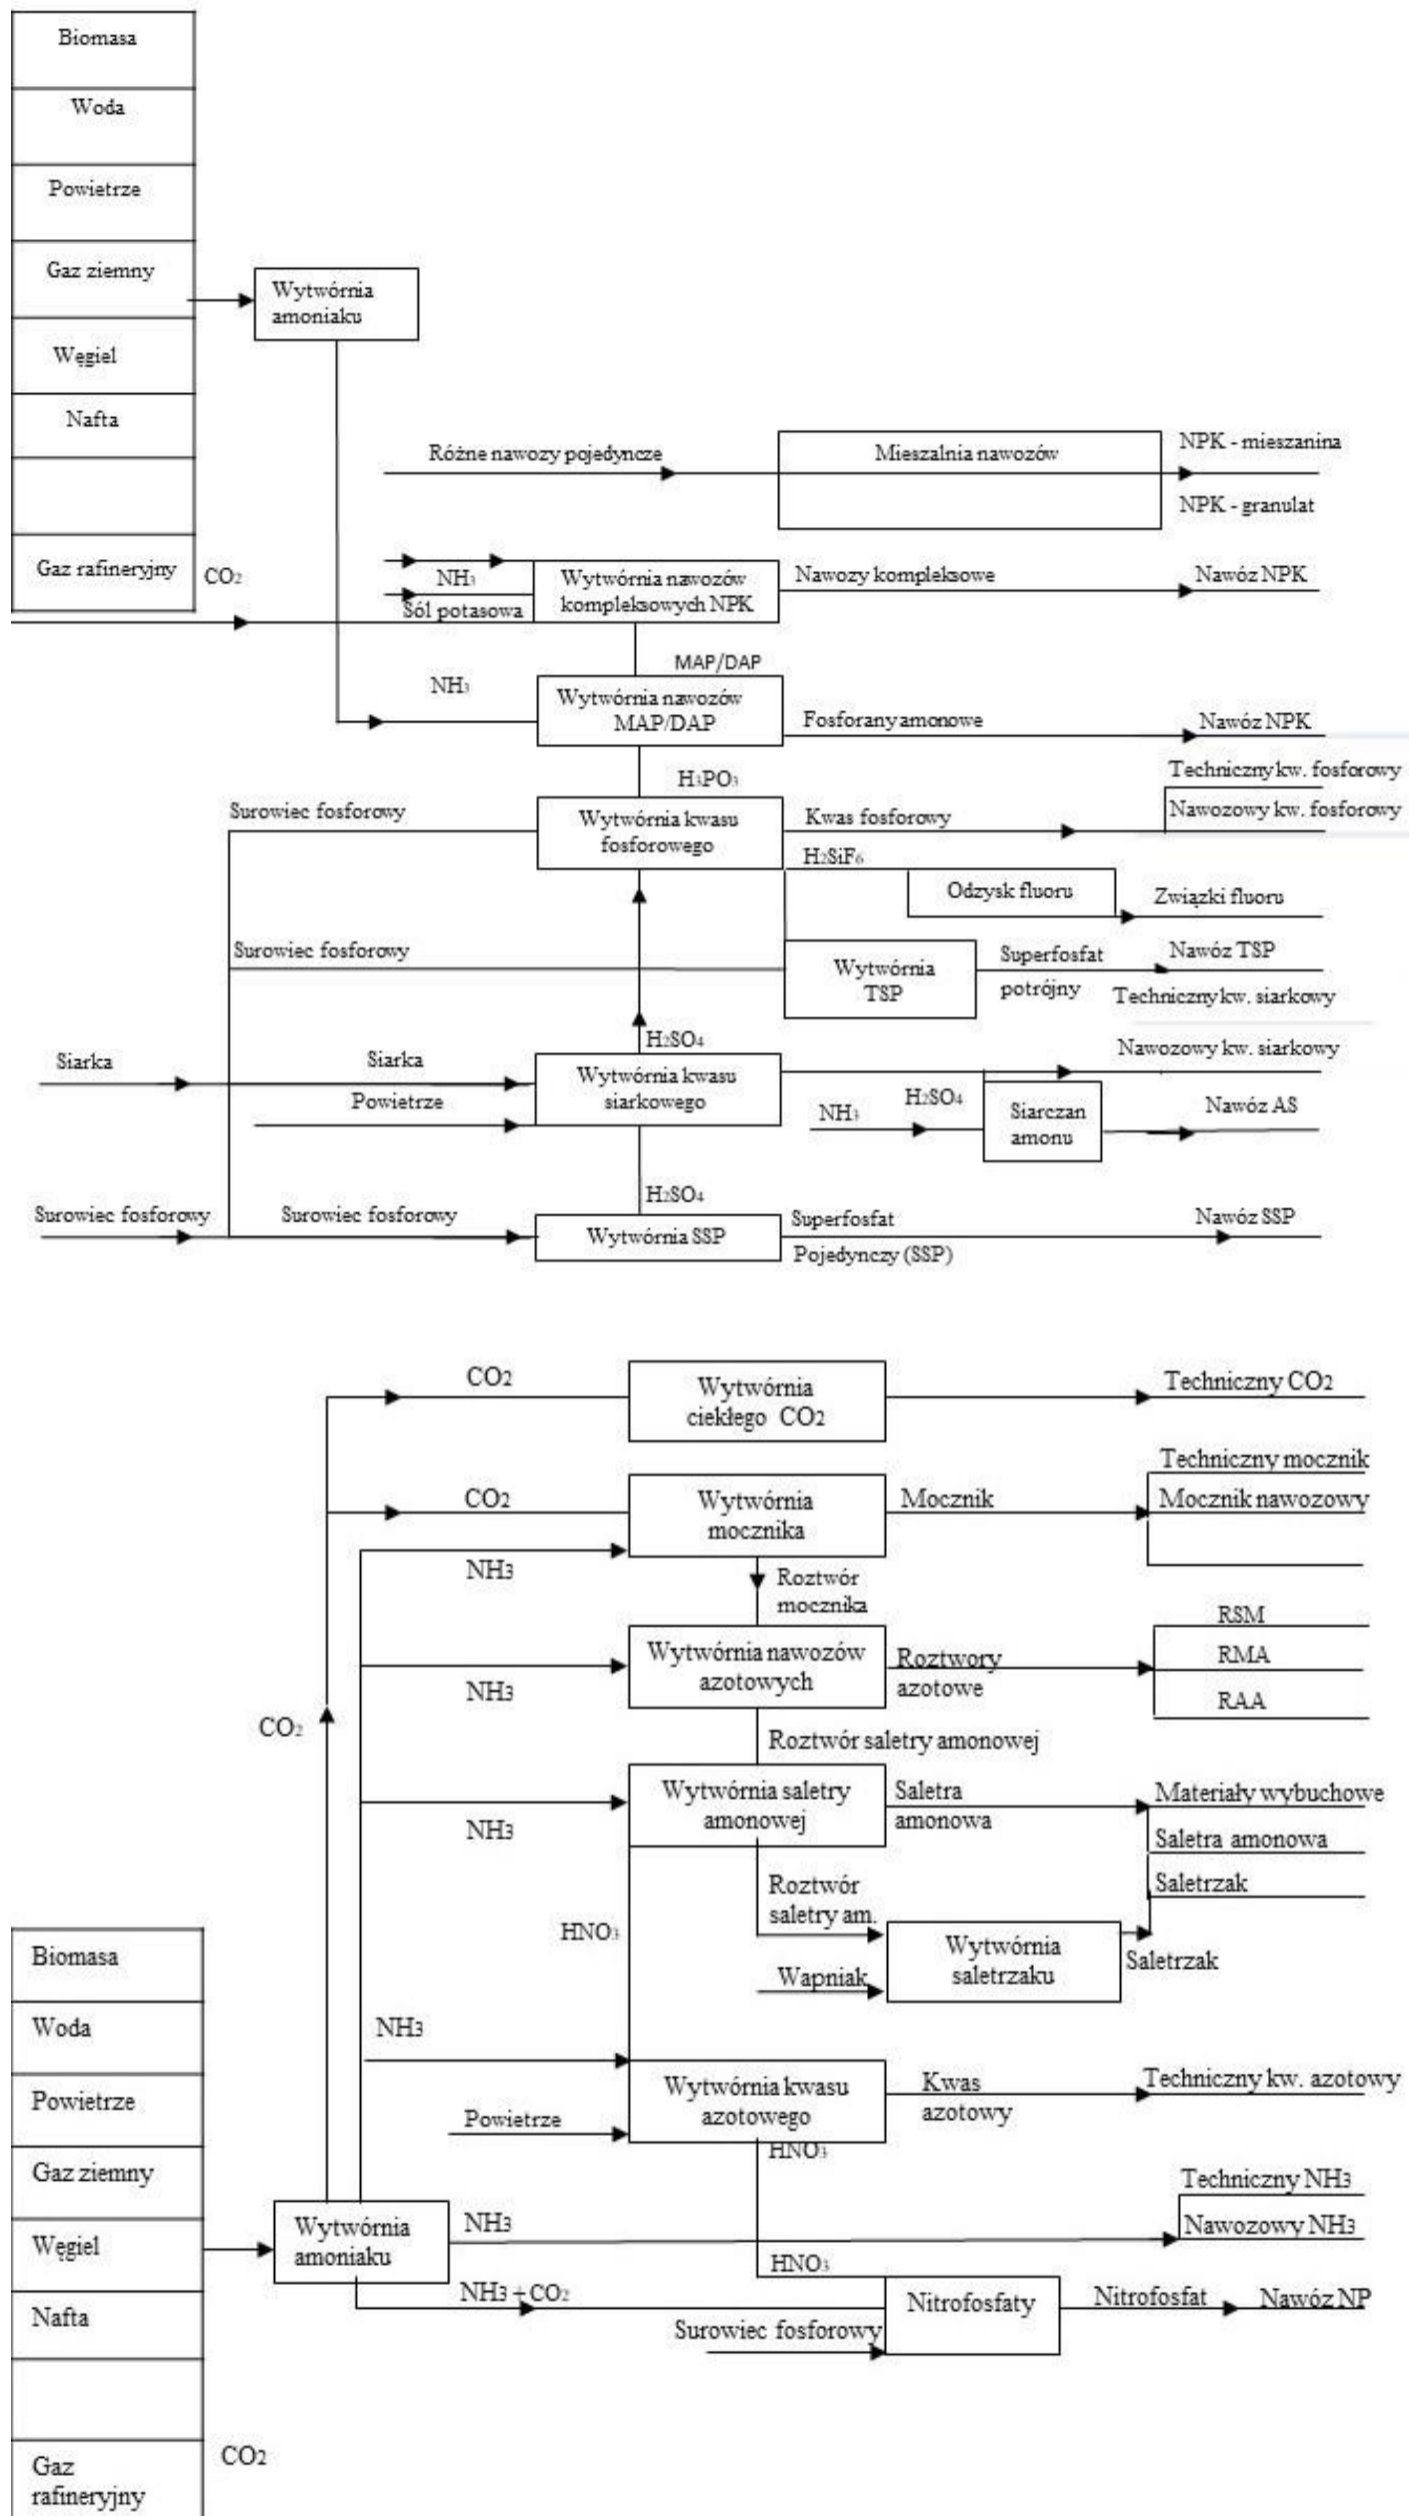 Biomasa
Woda
Powietrze
Gaz ziemny
Wytwórnia
amoniaku
Węgiel
Nafta
Różne nawozy pojedyncze
Mieszalnia nawozów
NPK - mieszanina
NPK - granulat
Gaz rafineryjny
CO2
NH3
Sól potasowa
Wytwórnia nawozów
kompleksowych NPK
Nawozy kompleksowe
Nawóz NPK
MAP/DAP
NH3
Wytwórnia nawozów
MAP/DAP
Fosforany amonowe
Nawóz NPK
H3PO3
Techniczny kw. fosforowy
Surowiec fosforowy
Wytwórnia kwasu
fosforowego
Kwas fosforowy
Nawozowy kw. fosforowy
H2SiF6
Odzysk fluoru
Związki fluoru
Surowiec fosforowy
Wytwórnia
TSP
Superfosfat
potrójny
Nawóz TSP
Techniczny kw. siarkowy
H2SO4
Nawozowy kw. siarkowy
Siarka
Siarka
Powietrze
Wytwórnia kwasu
siarkowego
NH3
H2SO4
Siarczan
amonu
Nawóz AS
H2SO4
Surowiec fosforowy
Surowiec fosforowy
Wytwórnia SSP
Superfosfat
Pojedynczy (SSP)
Nawóz SSP
CO2
Wytwórnia
ciekłego CO2
Techniczny CO2
CO2
Wytwórnia
mocznika
Mocznik
Techniczny mocznik
Mocznik nawozowy
NH3
Roztwór
mocznika
Wytwórnia nawozów
azotowych
Roztwory
azotowe
RSM
RMA
RAA
NH3
CO2
Roztwór saletry amonowej
Wytwórnia saletry
amonowej
Saletra
amonowa
Materiały wybuchowe
Saletra amonowa
Saletrzak
NH3
Roztwór
saletry am.
HNO3
Wytwórnia
saletrzaku
Saletrzak
Wapniak
Biomasa
Woda
Powietrze
Gaz ziemny
Węgiel
Nafta
Gaz
rafineryjny
CO2
NH3
Powietrze
Wytwórnia kwasu
azotowego
Kwas
azotowy
Techniczny kw. azotowy
HNO3
Wytwórnia
amoniaku
NH3
Techniczny NH3
Nawozowy NH3
HNO3
NH3 + CO2
Surowiec fosforowy
Nitrofosfaty
Nitrofosfat
Nawóz NP